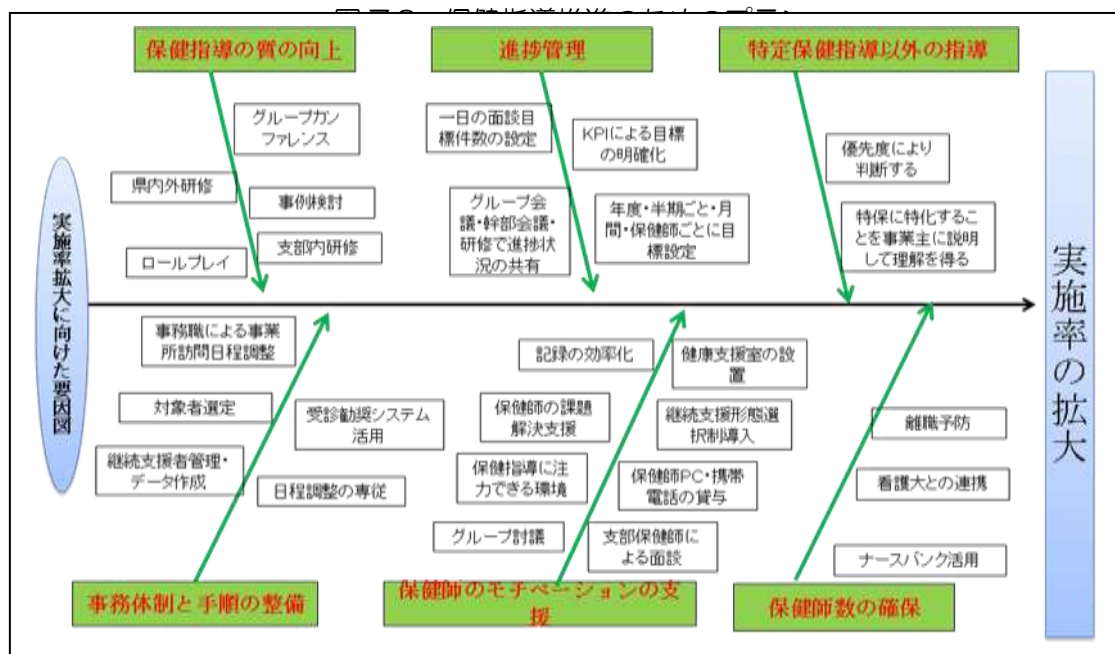 保健指導の質の向上
進捗管理
特定保健指導以外の指導
グループカン
ファレンス
県内外研修
事例検討
支部内研修
ロールプレイ
一日の面談目
標件数の設定
KPIによる目標
の明確化
グループ会
議・幹部会議・
研修で進捗状
況の共有
年度・半期ごと・月
間・保健師ごとに目
標設定
優先度により
判断する
特保に特化するこ
とを事業主に説明
して理解を得る
実施率拡大に向けた要因図
実施率の拡大
事務職による事業
所訪問日程調整
対象者選定
受診勧奨システム
活用
継続支援者管理・
データ作成
日程調整の専従
記録の効率化
健康支援室の設
置
保健師の課題
解決支援
継続支援形態選
択制導入
保健指導に注
力できる環境
保健師PC・携帯
電話の貸与
グループ討議
支部保健師に
よる面談
離職予防
看護大との連携
ナースバンク活用
事務体制と手順の整備
保健師のモチベーションの支
援
保健師数の確保